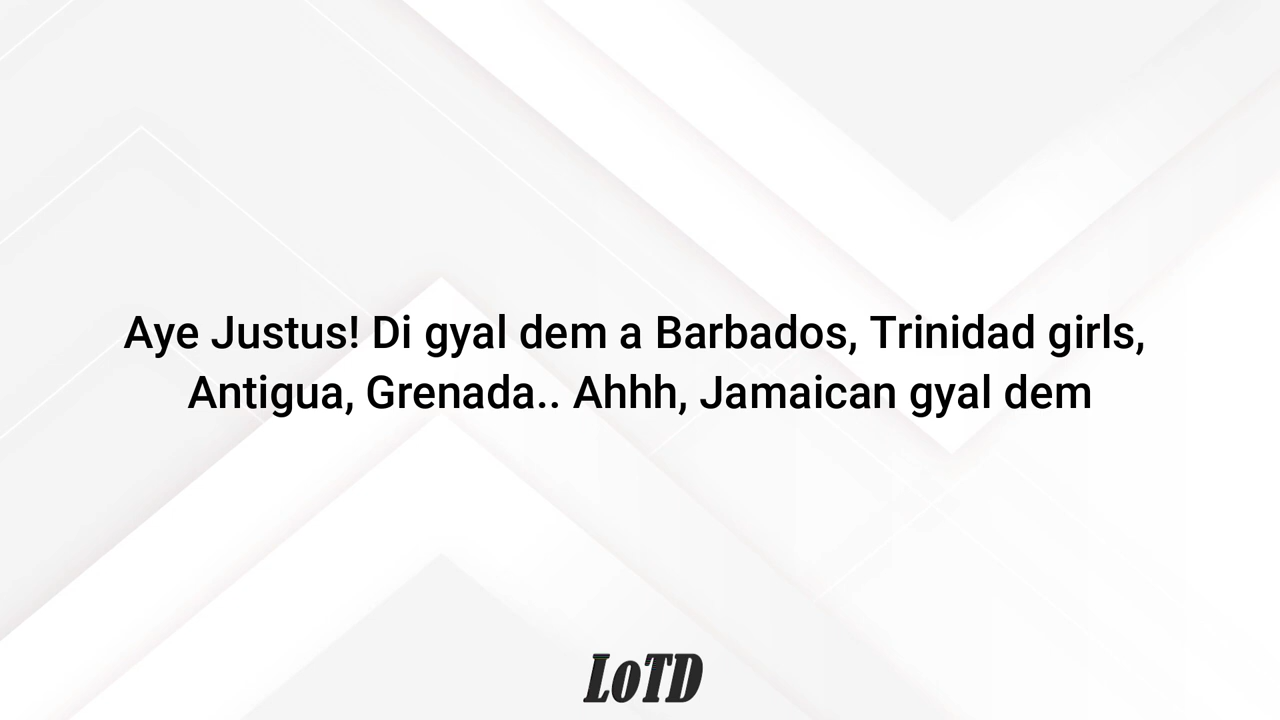 Aye Justus! Di gyal dem a Barbados, Trinidad girls,
Antigua, Grenada.. Ahhh, Jamaican gyal dem
LoTD